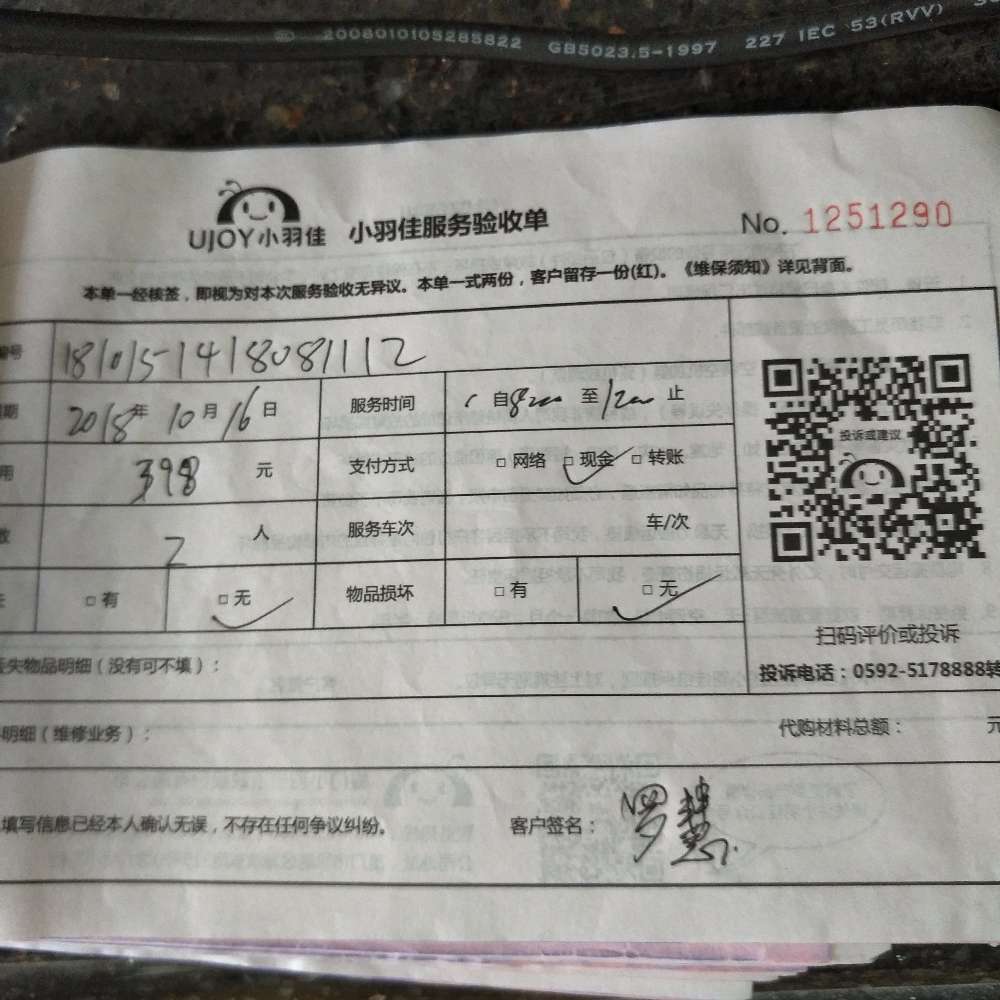 2008010105285822 GB5023.5-1997 227 IEC 53(RVV)
UJOY小羽佳 小羽佳服务验收单 No. 1251290
本单一经核签，即视为对本次服务验收无异议。本单一式两份，客户留存一份(红)。《维保须知》详见背面。
编号 1810151418081112
期 2018年10月16日 服务时间 自8:00至12:00止
用 398 元 支付方式 □网络 □现金 □转账
数 2 人 服务车次 车/次
□有 □无 物品损坏 □有 □无
投诉或建议
扫码评价或投诉
投诉电话：0592-5178888转
丢失物品明细（没有可不填）：
明细（维修业务）： 代购材料总额： 元
填写信息已经本人确认无误，不存在任何争议纠纷。 客户签名： 罗慧